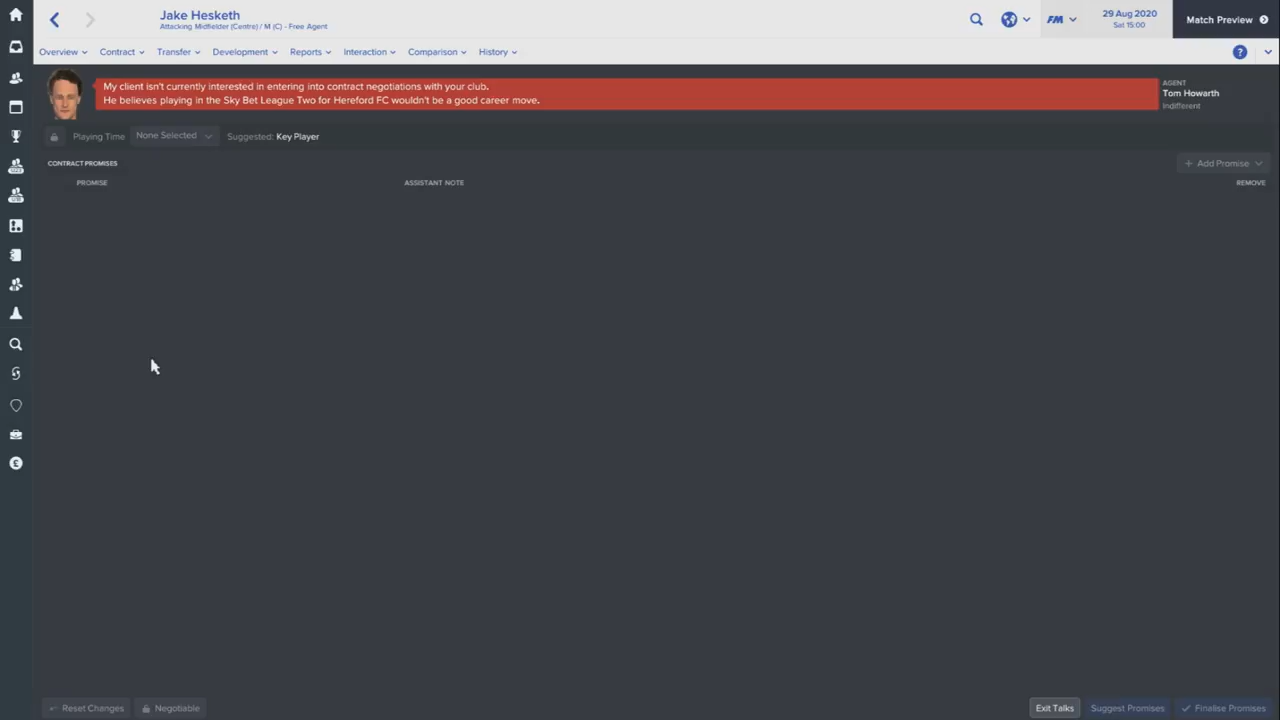 Jake Hesketh
Attacking Midfielder (Centre) / M (C) - Free Agent
FM
29 Aug 2020
Sat 15:00
Match Preview
Overview
Contract
Transfer
Development
Reports
Interaction
Comparison
History
?
My client isn't currently interested in entering into contract negotiations with your club.
He believes playing in the Sky Bet League Two for Hereford FC wouldn't be a good career move.
AGENT
Tom Howarth
Indifferent
Playing Time
None Selected
Suggested: Key Player
CONTRACT PROMISES
+ Add Promise
PROMISE
ASSISTANT NOTE
REMOVE
Reset Changes
Negotiable
Exit Talks
Suggest Promises
Finalise Promises